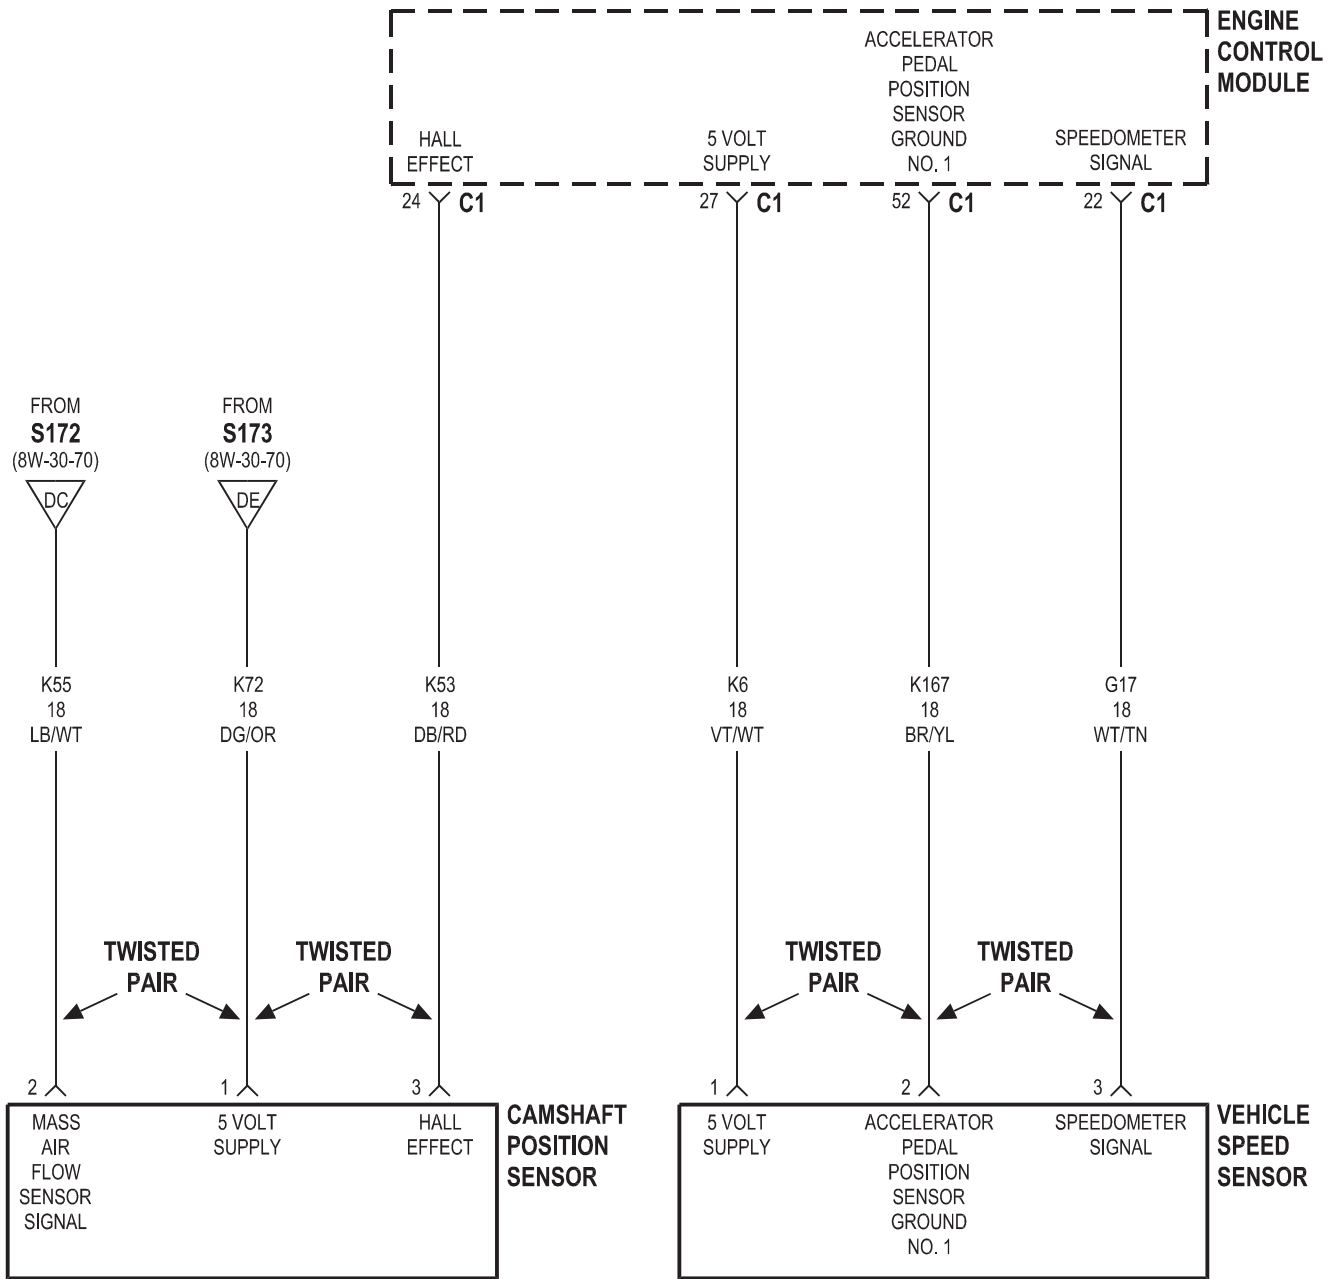 ENGINE
CONTROL
MODULE
HALL
EFFECT
5 VOLT
SUPPLY
ACCELERATOR
PEDAL
POSITION
SENSOR
GROUND
NO. 1
SPEEDOMETER
SIGNAL
24 C1
27 C1
52 C1
22 C1
FROM
S172
(8W-30-70)
DC
FROM
S173
(8W-30-70)
DE
K55
18
LB/WT
K72
18
DG/OR
K53
18
DB/RD
K6
18
VT/WT
K167
18
BR/YL
G17
18
WT/TN
TWISTED
PAIR
TWISTED
PAIR
TWISTED
PAIR
TWISTED
PAIR
2
1
3
1
2
3
MASS
AIR
FLOW
SENSOR
SIGNAL
5 VOLT
SUPPLY
HALL
EFFECT
CAMSHAFT
POSITION
SENSOR
5 VOLT
SUPPLY
ACCELERATOR
PEDAL
POSITION
SENSOR
GROUND
NO. 1
SPEEDOMETER
SIGNAL
VEHICLE
SPEED
SENSOR